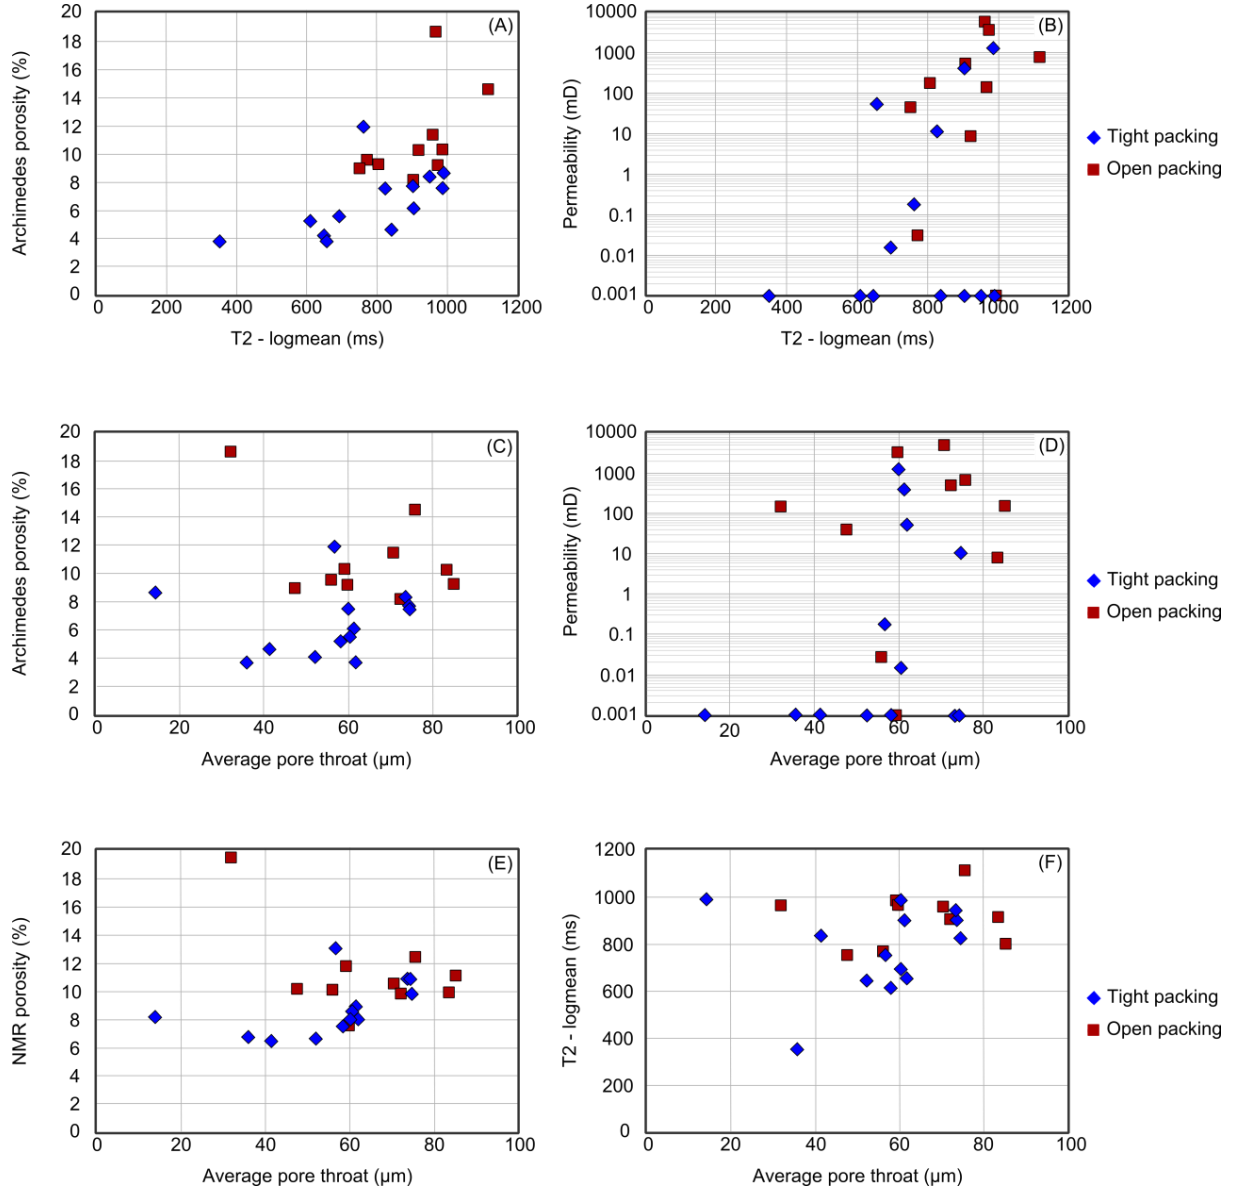 (A)
Archimedes porosity (%)
20
18
16
14
12
10
8
6
4
2
0
0 200 400 600 800 1000 1200
T2 - logmean (ms)
(B)
Permeability (mD)
10000
1000
100
10
1
0.1
0.01
0.001
0 200 400 600 800 1000 1200
T2 - logmean (ms)
Tight packing
Open packing
(C)
Archimedes porosity (%)
20
18
16
14
12
10
8
6
4
2
0
0 20 40 60 80 100
Average pore throat (µm)
(D)
Permeability (mD)
10000
1000
100
10
1
0.1
0.01
0.001
0 20 40 60 80 100
Average pore throat (µm)
Tight packing
Open packing
(E)
NMR porosity (%)
20
18
16
14
12
10
8
6
4
2
0
0 20 40 60 80 100
Average pore throat (µm)
(F)
T2 - logmean (ms)
1200
1000
800
600
400
200
0
0 20 40 60 80 100
Average pore throat (µm)
Tight packing
Open packing